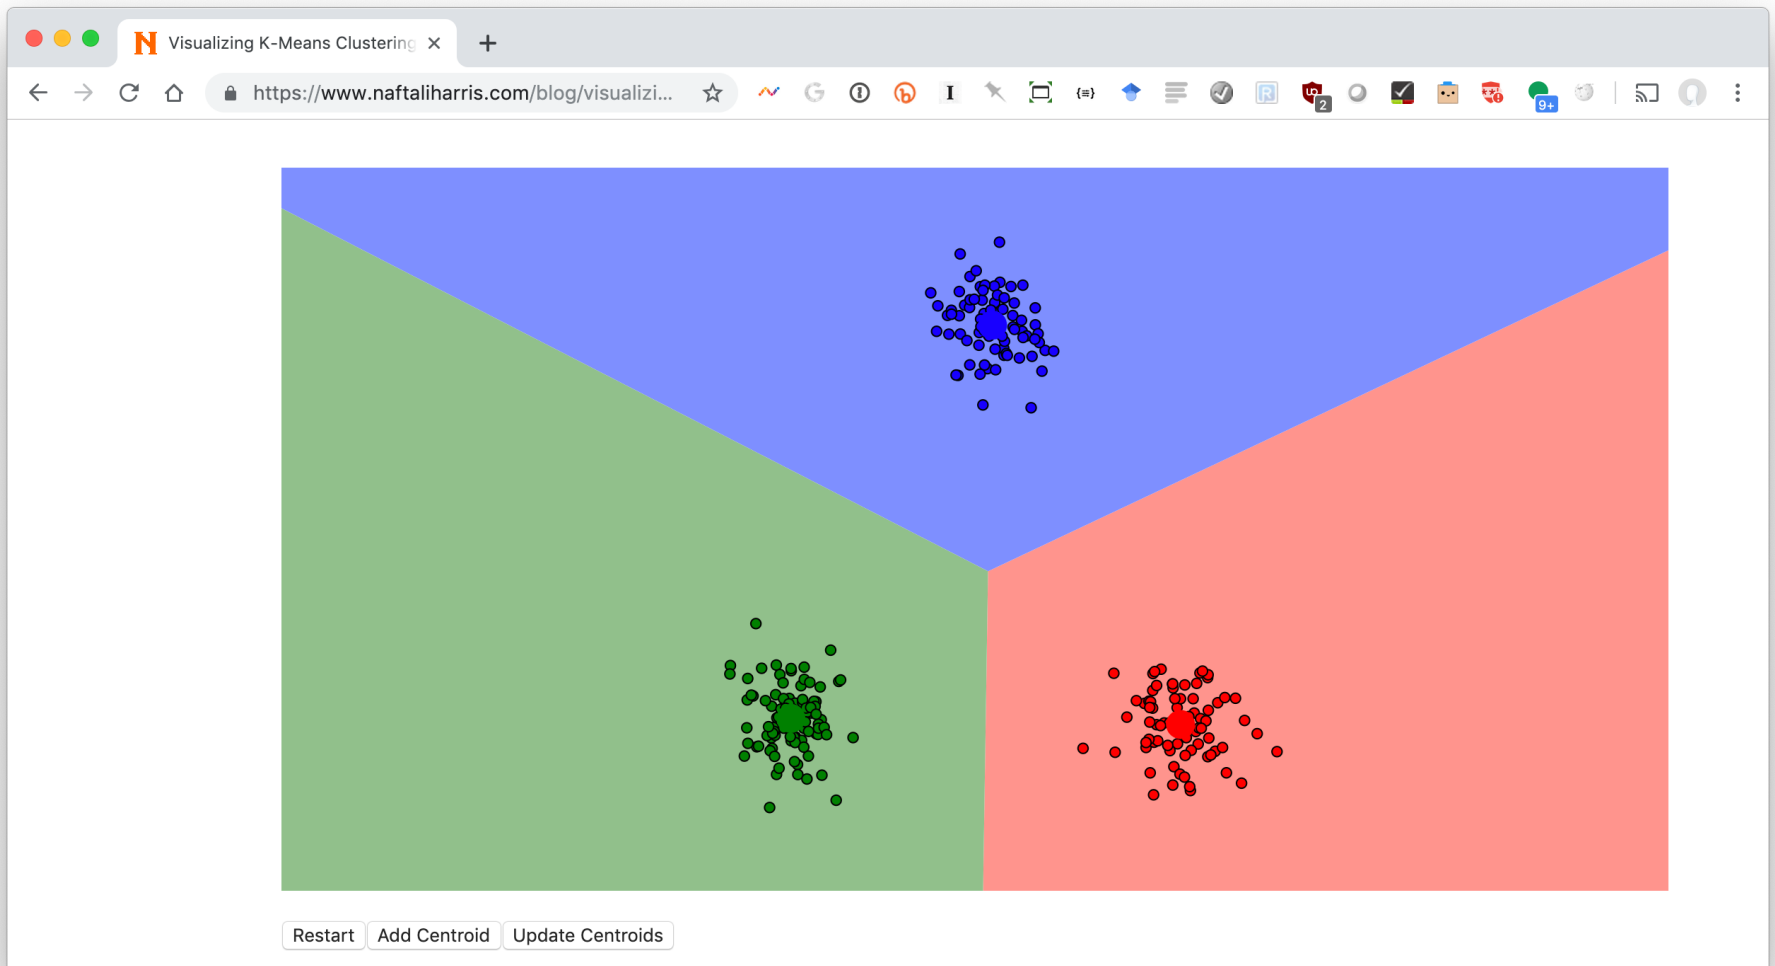 Visualizing K-Means Clustering
https://www.naftaliharris.com/blog/visualizi...
2
9+
Restart
Add Centroid
Update Centroids